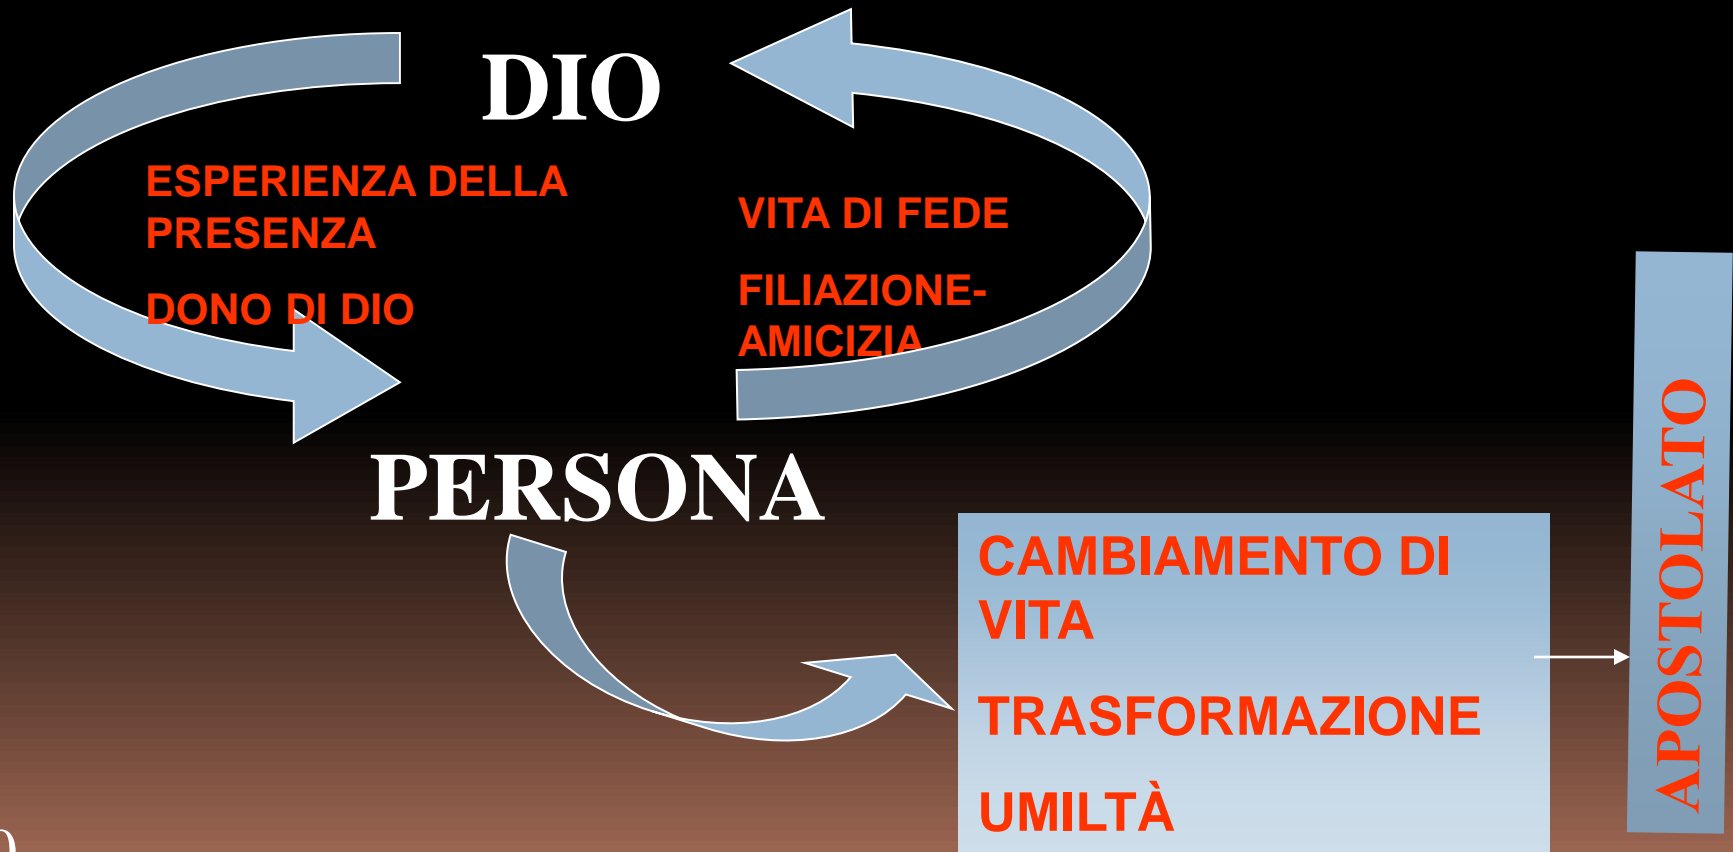 DIO
ESPERIENZA DELLA
PRESENZA
DONO DI DIO
VITA DI FEDE
FILIAZIONE-
AMICIZIA
PERSONA
CAMBIAMENTO DI
VITA
TRASFORMAZIONE
UMILTÀ
APOSTOLATO